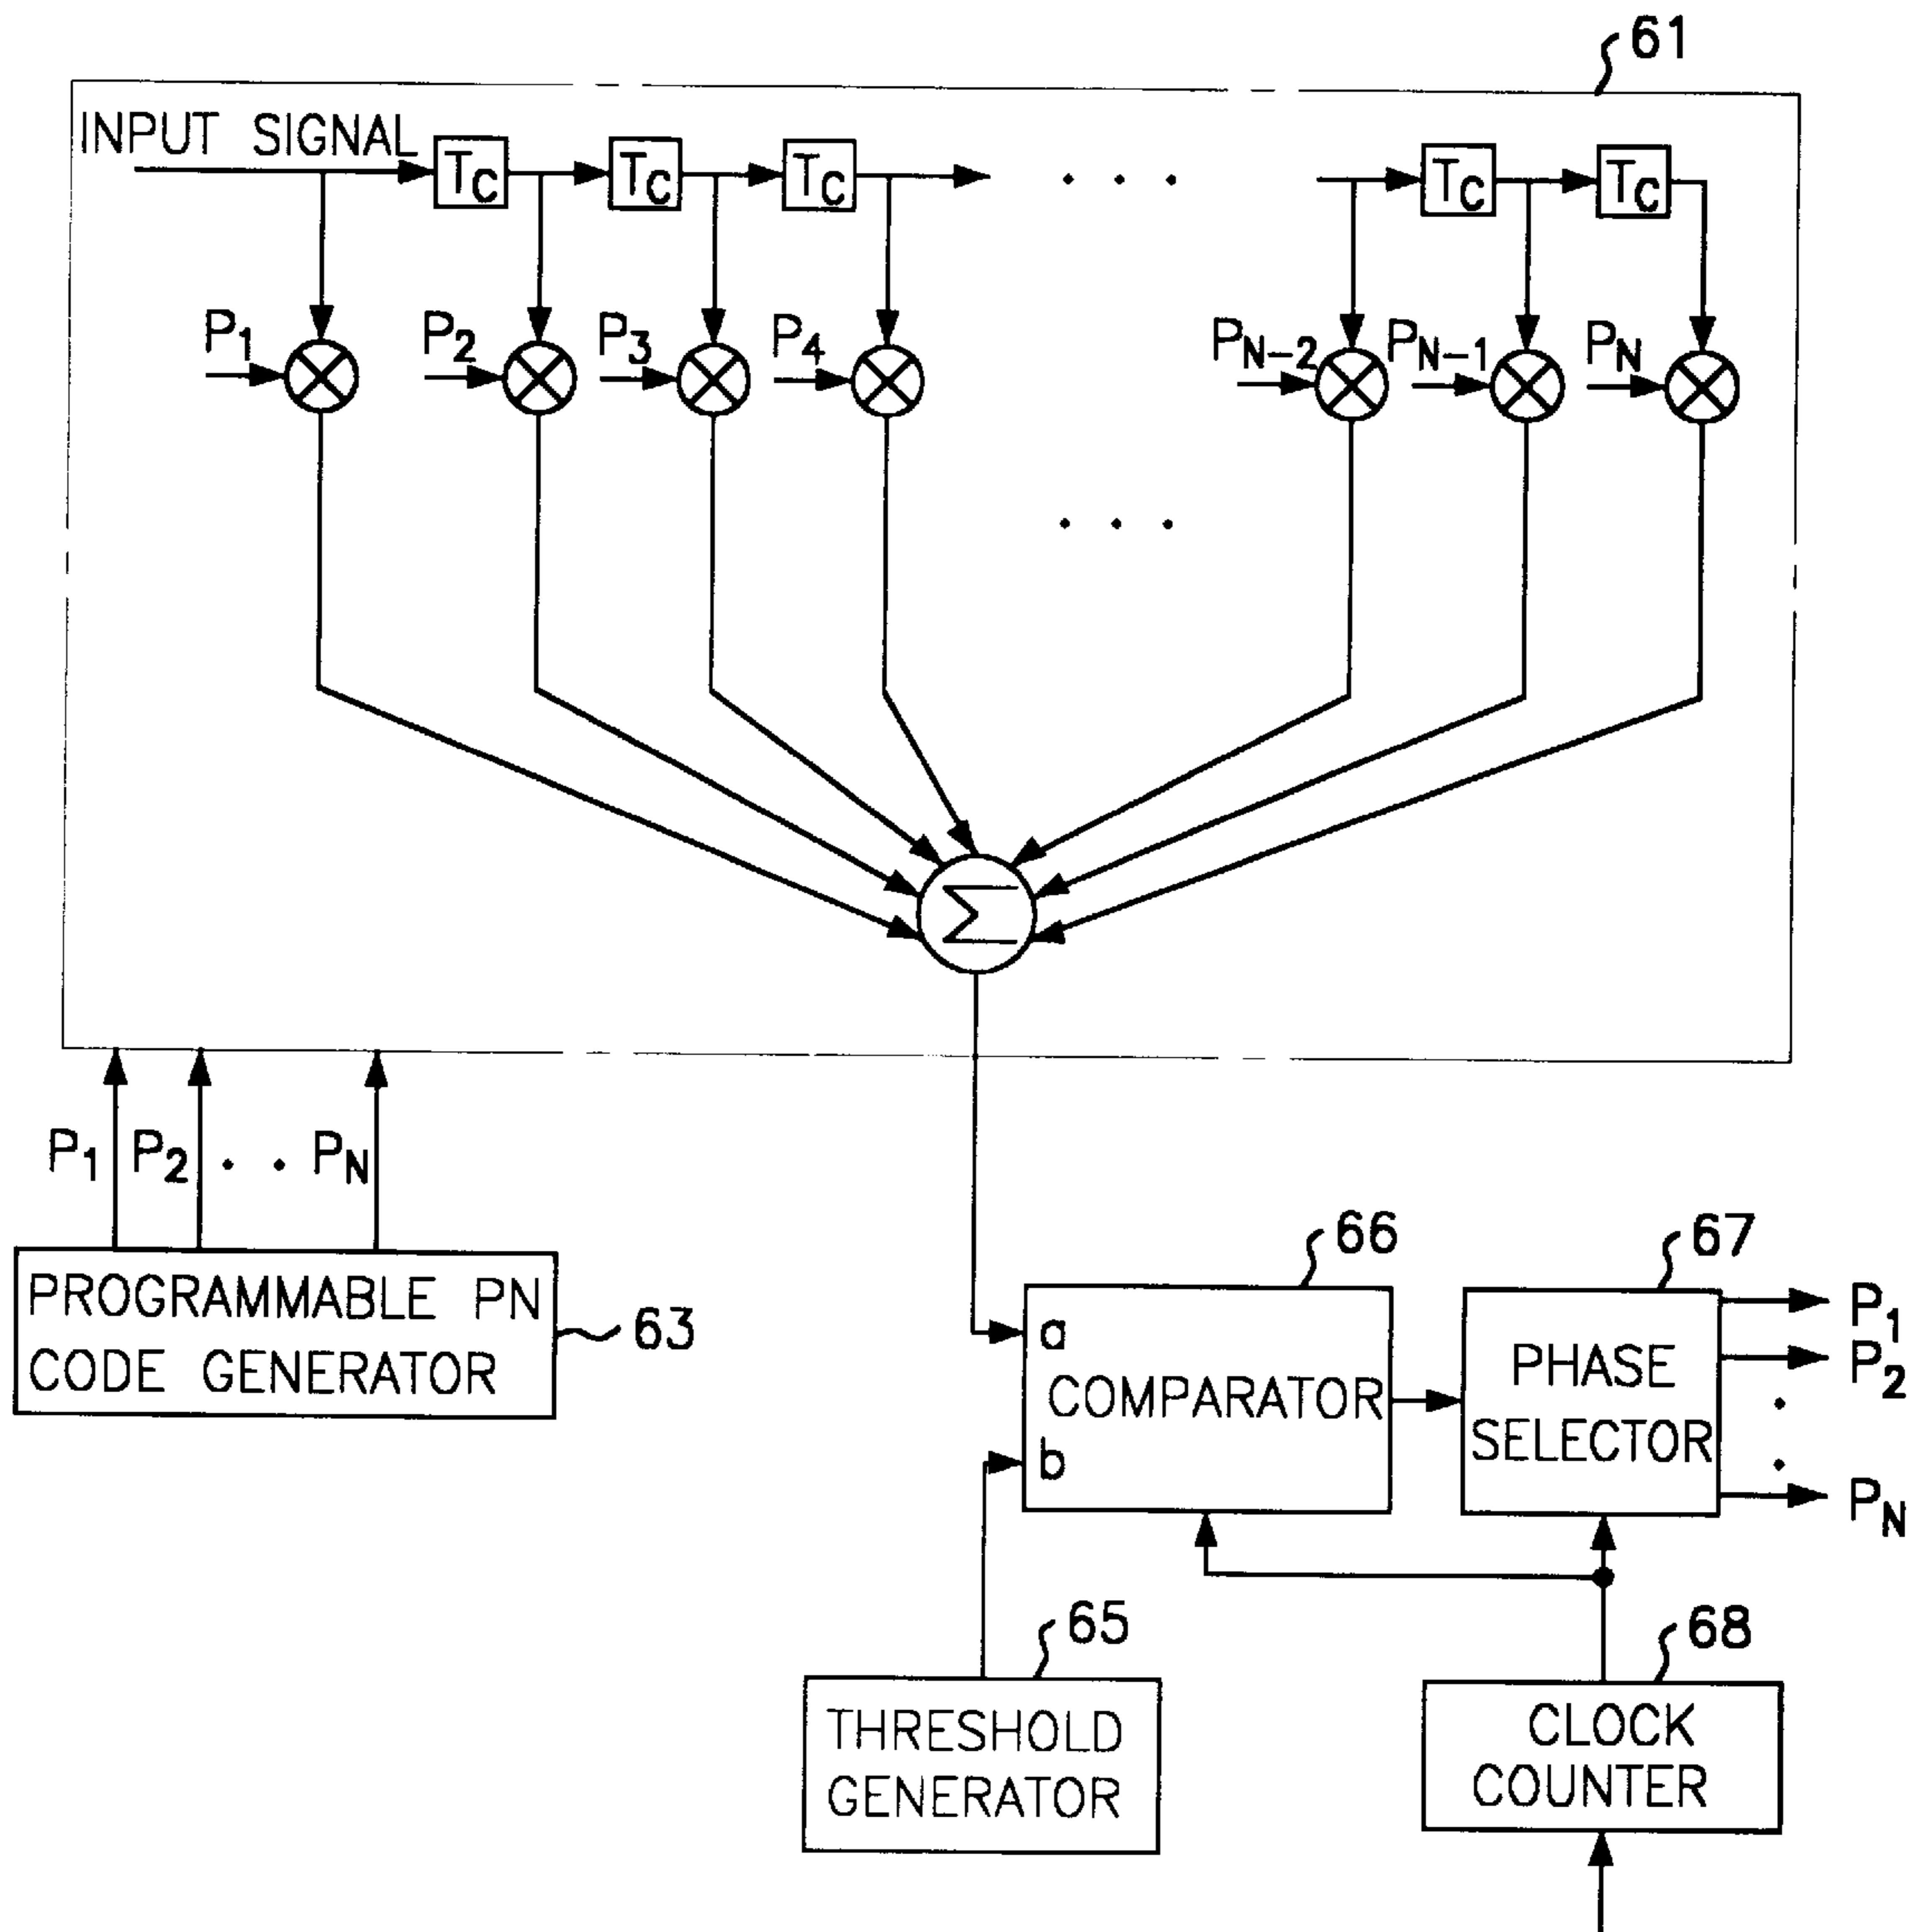 61
INPUT SIGNAL
TC TC TC . . . TC TC
P1 P2 P3 P4 PN-2 PN-1 PN
. . .
Σ
P1 P2 . . PN
PROGRAMMABLE PN
CODE GENERATOR
63
66
67
a
COMPARATOR
b
PHASE
SELECTOR
P1
P2
.
.
PN
65
THRESHOLD
GENERATOR
68
CLOCK
COUNTER